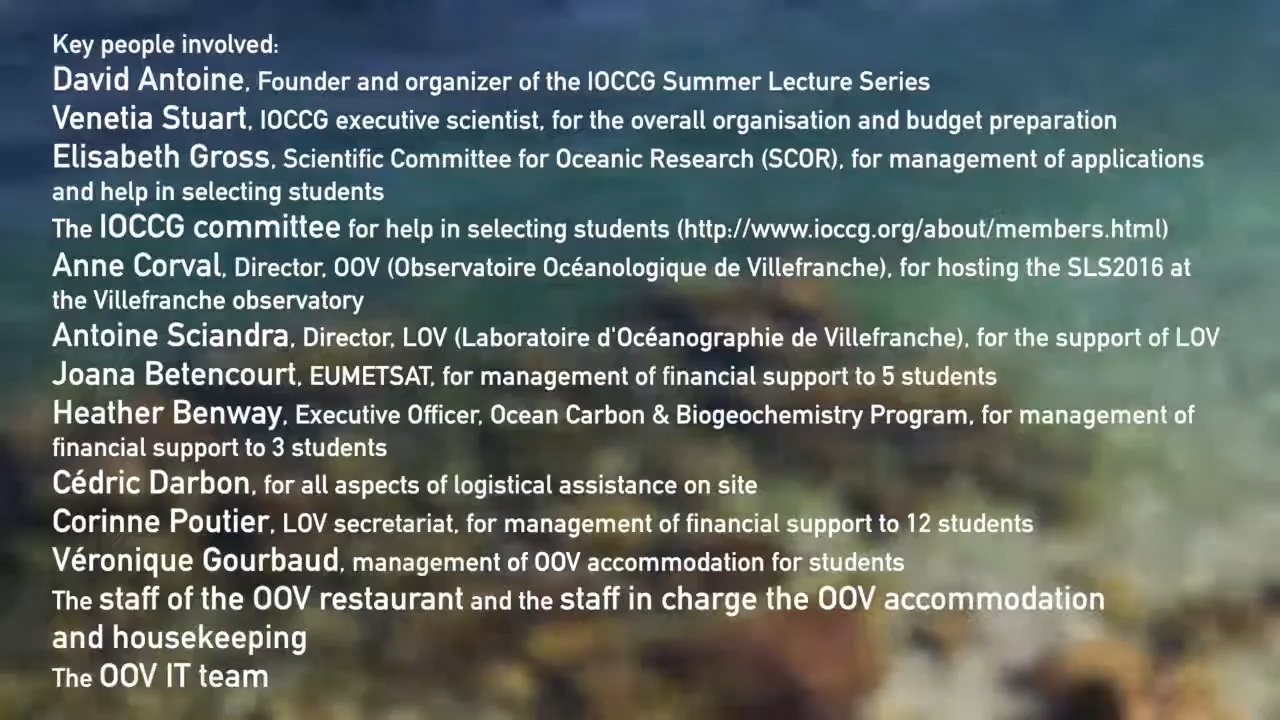 Key people involved:
David Antoine, Founder and organizer of the IOCCG Summer Lecture Series
Venetia Stuart, IOCCG executive scientist, for the overall organisation and budget preparation
Elisabeth Gross, Scientific Committee for Oceanic Research (SCOR), for management of applications
and help in selecting students
The IOCCG committee for help in selecting students (http://www.ioccg.org/about/members.html)
Anne Corval, Director, OOV (Observatoire Océanologique de Villefranche), for hosting the SLS2016 at
the Villefranche observatory
Antoine Sciandra, Director, LOV (Laboratoire d'Océanographie de Villefranche), for the support of LOV
Joana Betencourt, EUMETSAT, for management of financial support to 5 students
Heather Benway, Executive Officer, Ocean Carbon & Biogeochemistry Program, for management of
financial support to 3 students
Cédric Darbon, for all aspects of logistical assistance on site
Corinne Poutier, LOV secretariat, for management of financial support to 12 students
Véronique Gourbaud, management of OOV accommodation for students
The staff of the OOV restaurant and the staff in charge the OOV accommodation
and housekeeping
The OOV IT team